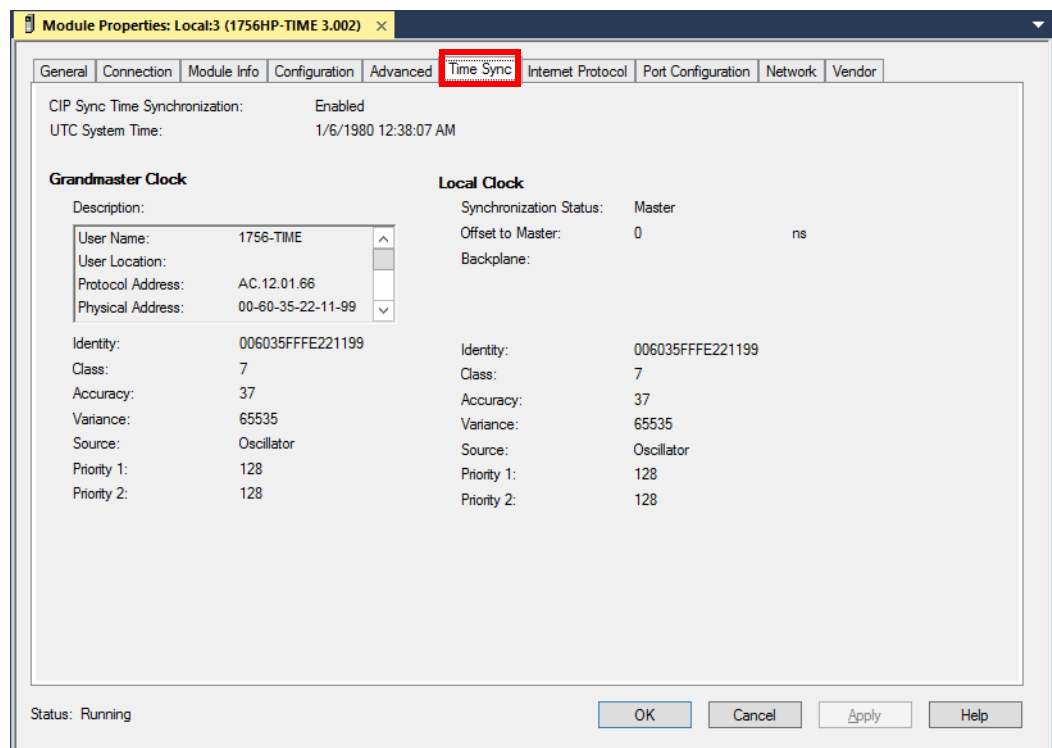 Module Properties: Local:3 (1756HP-TIME 3.002)
General Connection Module Info Configuration Advanced Time Sync Internet Protocol Port Configuration Network Vendor
CIP Sync Time Synchronization: Enabled
UTC System Time: 1/6/1980 12:38:07 AM
Grandmaster Clock
Description:
User Name: 1756-TIME
User Location:
Protocol Address: AC.12.01.66
Physical Address: 00-60-35-22-11-99
Identity: 006035FFFE221199
Class: 7
Accuracy: 37
Variance: 65535
Source: Oscillator
Priority 1: 128
Priority 2: 128
Local Clock
Synchronization Status: Master
Offset to Master: 0 ns
Backplane:
Identity: 006035FFFE221199
Class: 7
Accuracy: 37
Variance: 65535
Source: Oscillator
Priority 1: 128
Priority 2: 128
Status: Running
OK Cancel Apply Help